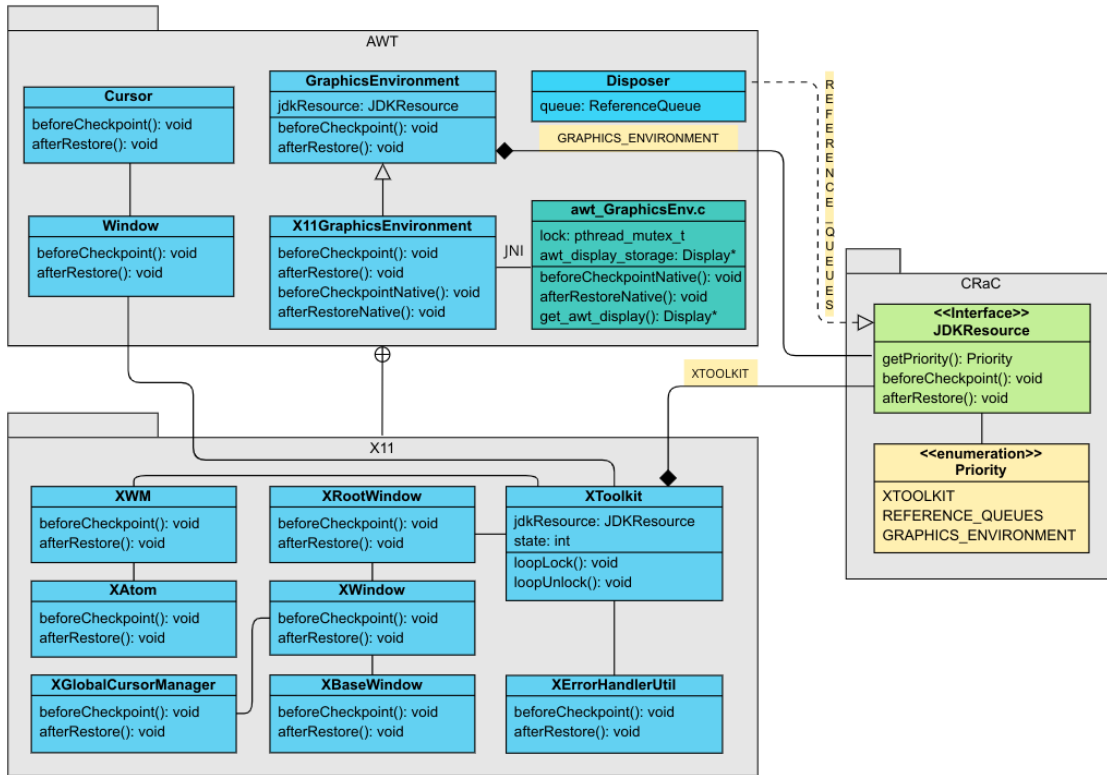 AWT
Cursor
beforeCheckpoint(): void
afterRestore(): void
GraphicsEnvironment
jdkResource: JDKResource
beforeCheckpoint(): void
afterRestore(): void
Disposer
queue: ReferenceQueue
GRAPHICS_ENVIRONMENT
REFERENCE_QUEUES
Window
beforeCheckpoint(): void
afterRestore(): void
X11GraphicsEnvironment
beforeCheckpoint(): void
afterRestore(): void
beforeCheckpointNative(): void
afterRestoreNative(): void
JNI
awt_GraphicsEnv.c
lock: pthread_mutex_t
awt_display_storage: Display*
beforeCheckpointNative(): void
afterRestoreNative(): void
get_awt_display(): Display*
CRaC
<<Interface>>
JDKResource
getPriority(): Priority
beforeCheckpoint(): void
afterRestore(): void
XTOOLKIT
<<enumeration>>
Priority
XTOOLKIT
REFERENCE_QUEUES
GRAPHICS_ENVIRONMENT
X11
XWM
beforeCheckpoint(): void
afterRestore(): void
XRootWindow
beforeCheckpoint(): void
afterRestore(): void
XToolkit
jdkResource: JDKResource
state: int
loopLock(): void
loopUnlock(): void
XAtom
beforeCheckpoint(): void
afterRestore(): void
XWindow
beforeCheckpoint(): void
afterRestore(): void
XGlobalCursorManager
beforeCheckpoint(): void
afterRestore(): void
XBaseWindow
beforeCheckpoint(): void
afterRestore(): void
XErrorHandlerUtil
beforeCheckpoint(): void
afterRestore(): void